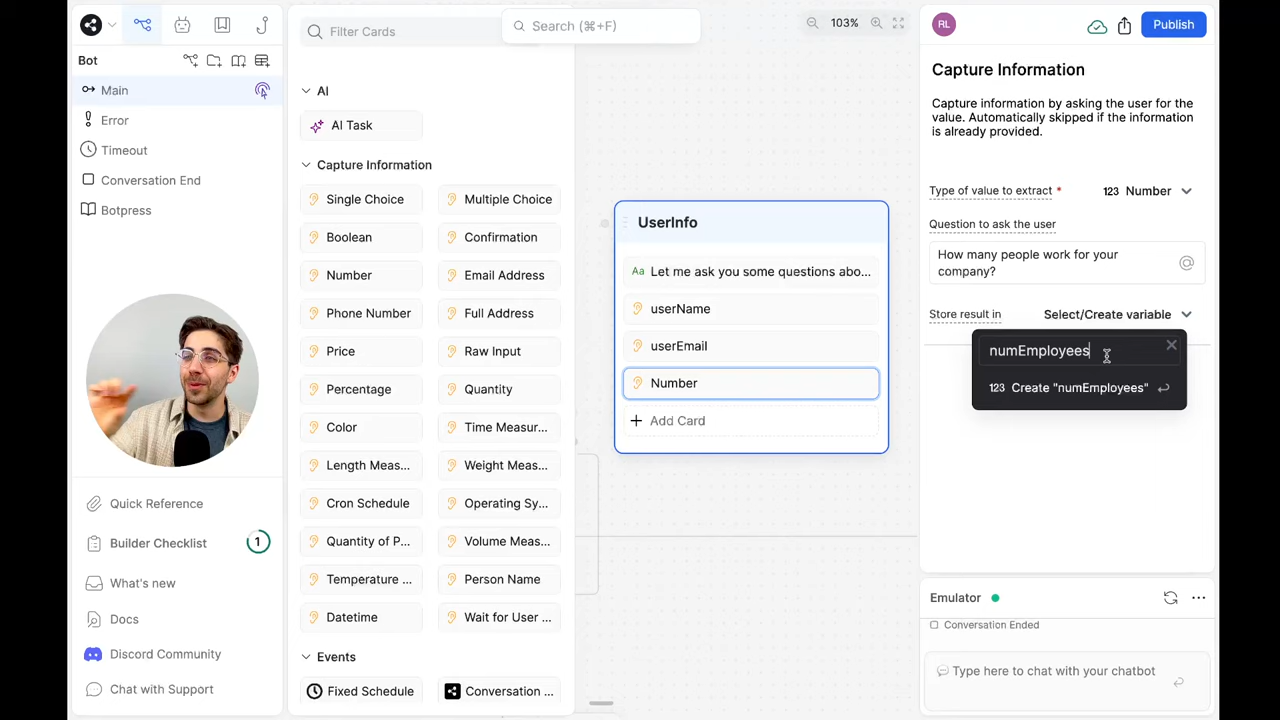 Bot
Main
Error
Timeout
Conversation End
Botpress
Quick Reference
Builder Checklist
1
What's new
Docs
Discord Community
Chat with Support
Filter Cards
Search (⌘+F)
AI
AI Task
Capture Information
Single Choice
Multiple Choice
Boolean
Confirmation
Number
Email Address
Phone Number
Full Address
Price
Raw Input
Percentage
Quantity
Color
Time Measur...
Length Meas...
Weight Meas...
Cron Schedule
Operating Sy...
Quantity of P...
Volume Meas...
Temperature ...
Person Name
Datetime
Wait for User ...
Events
Fixed Schedule
Conversation ...
103%
UserInfo
Aa Let me ask you some questions abo...
userName
userEmail
Number
+ Add Card
RL
Publish
Capture Information
Capture information by asking the user for the
value. Automatically skipped if the information
is already provided.
Type of value to extract *
123 Number
Question to ask the user
How many people work for your
company?
@
Store result in
Select/Create variable
numEmployees
123 Create "numEmployees"
Emulator
Conversation Ended
Type here to chat with your chatbot